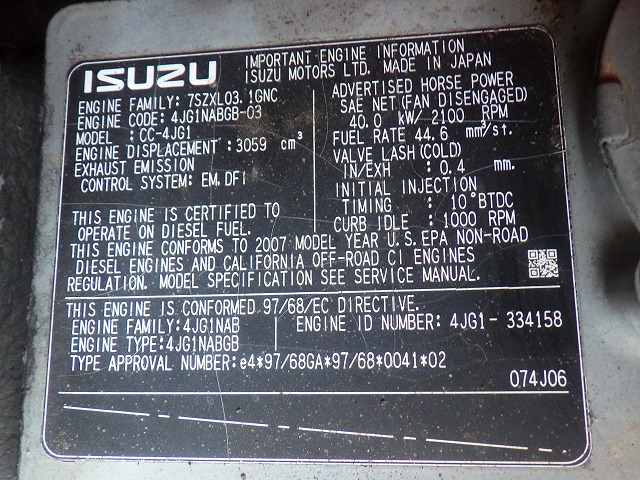 ISUZU
IMPORTANT ENGINE INFORMATION
ISUZU MOTORS LTD. MADE IN JAPAN
ENGINE FAMILY: 7SZXL03.1GNC
ENGINE CODE: 4JG1NABGB-03
MODEL : CC-4JG1
ENGINE DISPLACEMENT:3059 cm³
EXHAUST EMISSION
CONTROL SYSTEM: EM,DFi
THIS ENGINE IS CERTIFIED TO
OPERATE ON DIESEL FUEL.
ADVERTISED HORSE POWER
SAE NET(FAN DISENGAGED)
40.0 kW/2100 RPM
FUEL RATE 44.6 mm³/st.
VALVE LASH(COLD)
IN/EXH : 0.4 mm.
INITIAL INJECTION
TIMING : 10°BTDC
CURB IDLE : 1000 RPM
THIS ENGINE CONFORMS TO 2007 MODEL YEAR U.S.EPA NON-ROAD
DIESEL ENGINES AND CALIFORNIA OFF-ROAD CI ENGINES
REGULATION. MODEL SPECIFICATION SEE SERVICE MANUAL.
THIS ENGINE IS CONFORMED 97/68/EC DIRECTIVE.
ENGINE FAMILY:4JG1NAB
ENGINE TYPE:4JG1NABGB
ENGINE ID NUMBER: 4JG1-334158
TYPE APPROVAL NUMBER:e4*97/68GA*97/68*0041*02
074J06